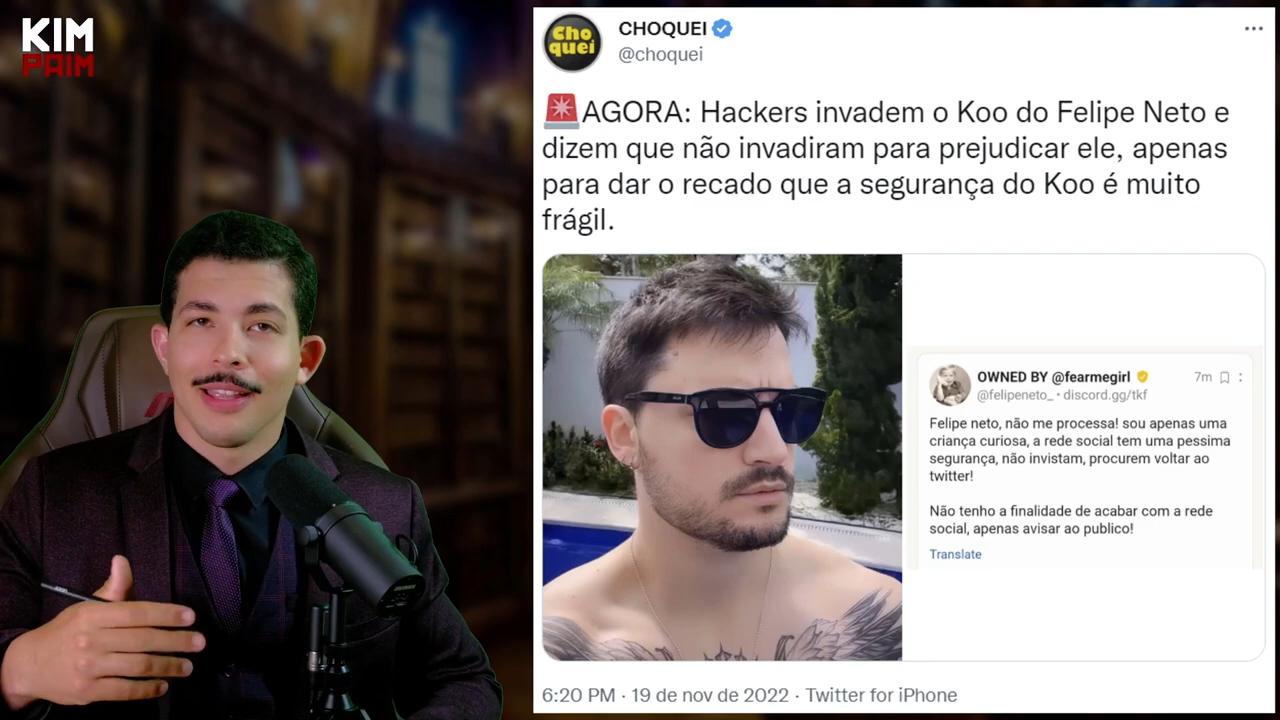 KIM
PAIM
Cho
quei
CHOQUEI
@choquei
🚨AGORA: Hackers invadem o Koo do Felipe Neto e
dizem que não invadiram para prejudicar ele, apenas
para dar o recado que a segurança do Koo é muito
frágil.
OWNED BY @fearmegirl
7m
@felipeneto_ • discord.gg/tkf
Felipe neto, não me processa! sou apenas uma
criança curiosa, a rede social tem uma pessima
segurança, não invistam, procurem voltar ao
twitter!
Não tenho a finalidade de acabar com a rede
social, apenas avisar ao publico!
Translate
6:20 PM · 19 de nov de 2022 · Twitter for iPhone